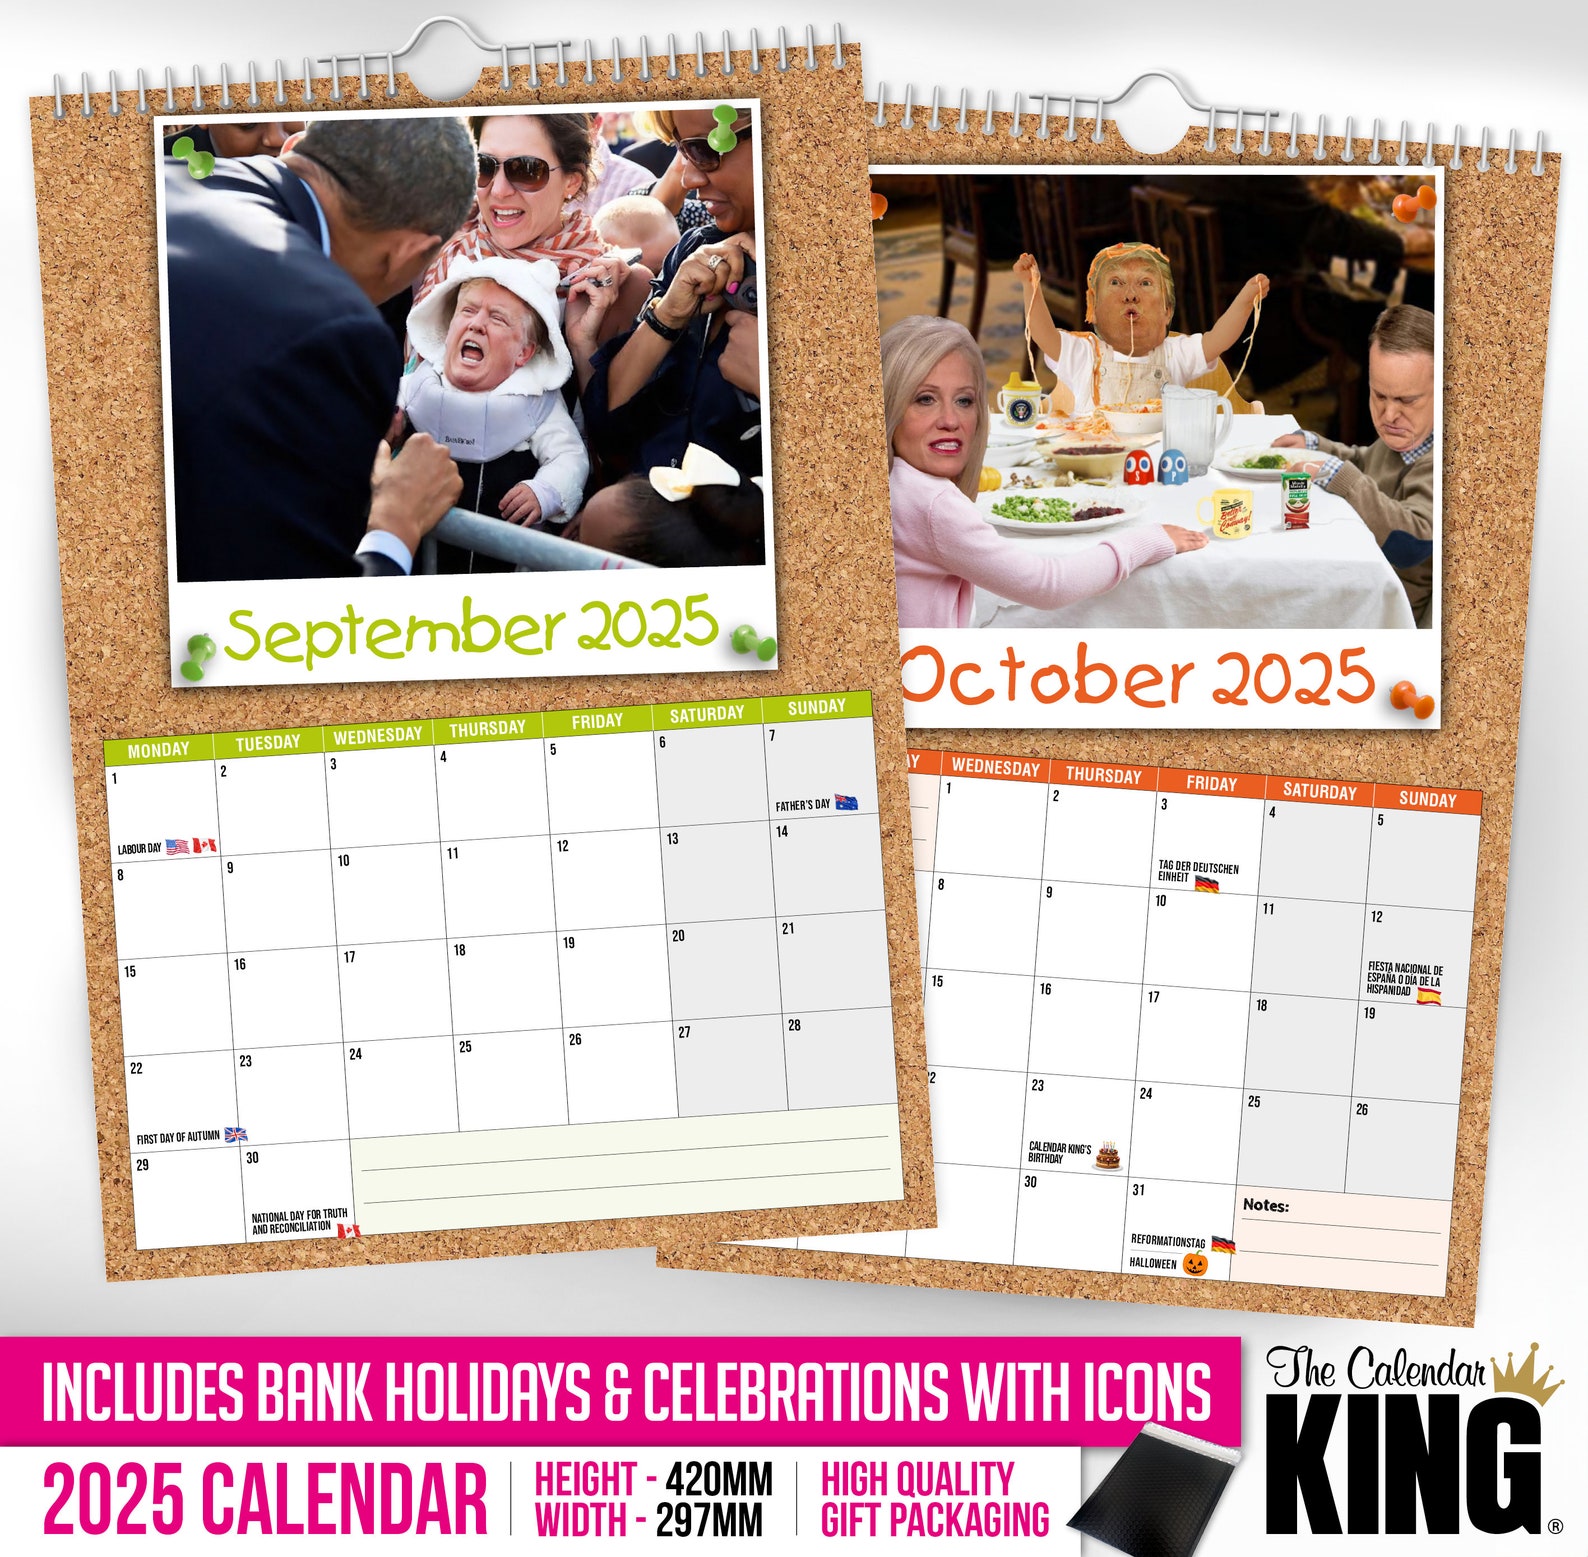 BABYBJÖRN
September 2025
MONDAY TUESDAY WEDNESDAY THURSDAY FRIDAY SATURDAY SUNDAY
1 2 3 4 5 6 7
LABOUR DAY
FATHER'S DAY
8 9 10 11 12 13 14
15 16 17 18 19 20 21
22 23 24 25 26 27 28
FIRST DAY OF AUTUMN
29 30
NATIONAL DAY FOR TRUTH
AND RECONCILIATION
October 2025
AY WEDNESDAY THURSDAY FRIDAY SATURDAY SUNDAY
1 2 3 4 5
TAG DER DEUTSCHEN
EINHEIT
8 9 10 11 12
FIESTA NACIONAL DE
ESPAÑA O DÍA DE LA
HISPANIDAD
15 16 17 18 19
22 23 24 25 26
CALENDAR KING'S
BIRTHDAY
30 31
REFORMATIONSTAG
HALLOWEEN
Notes:
INCLUDES BANK HOLIDAYS & CELEBRATIONS WITH ICONS
2025 CALENDAR
HEIGHT - 420MM
WIDTH - 297MM
HIGH QUALITY
GIFT PACKAGING
The Calendar
KING®